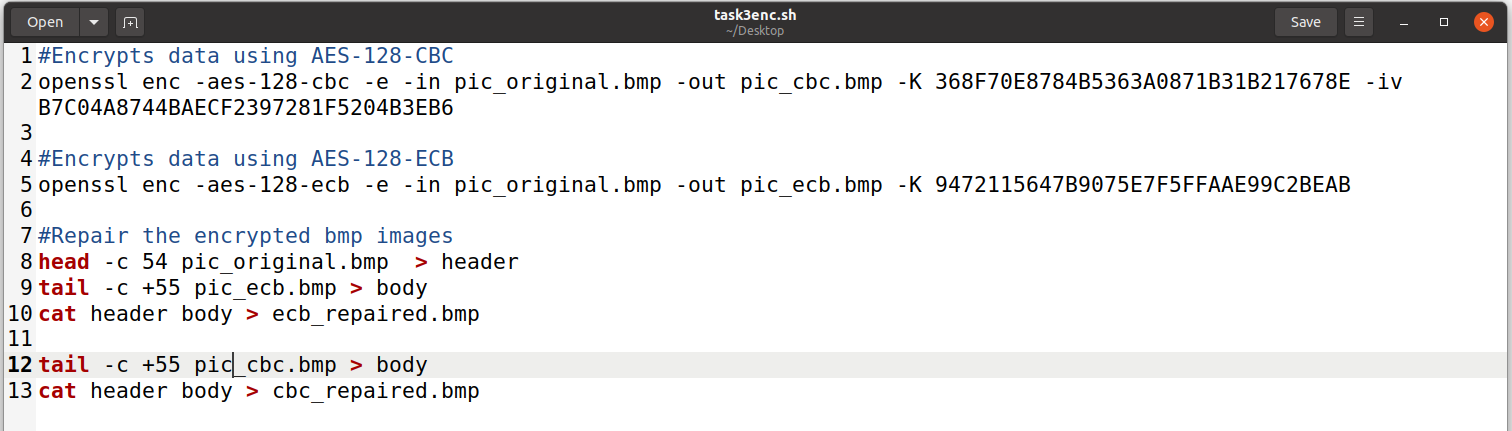 Open
task3enc.sh
~/Desktop
Save
1 #Encrypts data using AES-128-CBC
2 openssl enc -aes-128-cbc -e -in pic_original.bmp -out pic_cbc.bmp -K 368F70E8784B5363A0871B31B217678E -iv
B7C04A8744BAECF2397281F5204B3EB6
3
4 #Encrypts data using AES-128-ECB
5 openssl enc -aes-128-ecb -e -in pic_original.bmp -out pic_ecb.bmp -K 9472115647B9075E7F5FFAAE99C2BEAB
6
7 #Repair the encrypted bmp images
8 head -c 54 pic_original.bmp  > header
9 tail -c +55 pic_ecb.bmp > body
10 cat header body > ecb_repaired.bmp
11
12 tail -c +55 pic_cbc.bmp > body
13 cat header body > cbc_repaired.bmp